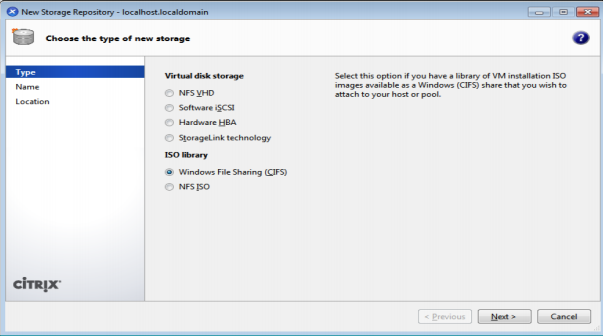 New Storage Repository - localhost.localdomain
Choose the type of new storage
?
Type
Name
Location
Virtual disk storage
NFS VHD
Software iSCSI
Hardware HBA
StorageLink technology
ISO library
Windows File Sharing (CIFS)
NFS ISO
Select this option if you have a library of VM installation ISO
images available as a Windows (CIFS) share that you wish to
attach to your host or pool.
CITRIX
< Previous
Next >
Cancel